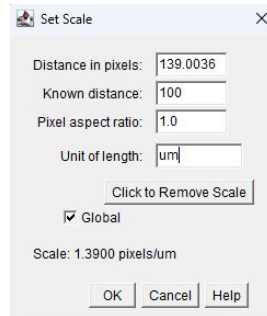 Set Scale
Distance in pixels: 139.0036
Known distance: 100
Pixel aspect ratio: 1.0
Unit of length: um
Click to Remove Scale
Global
Scale: 1.3900 pixels/um
OK Cancel Help